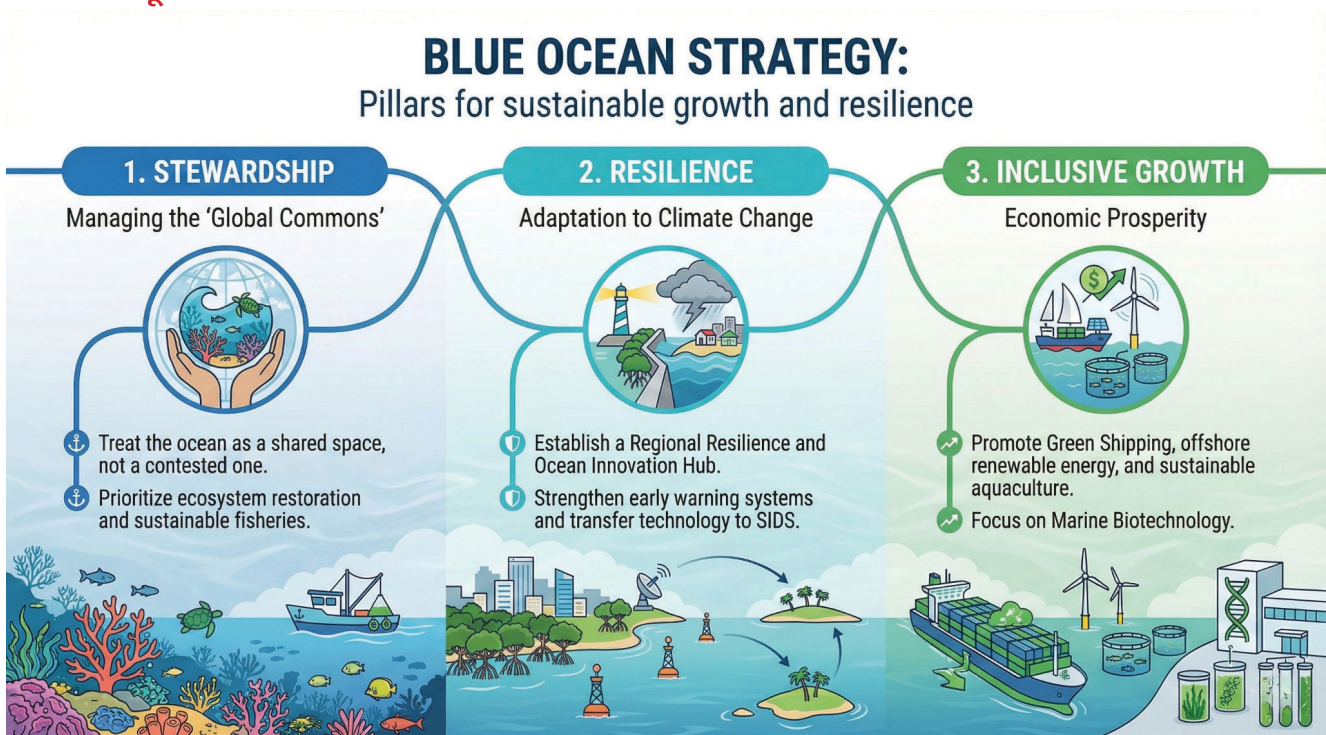 BLUE OCEAN STRATEGY:
Pillars for sustainable growth and resilience
1. STEWARDSHIP
Managing the ‘Global Commons’
Treat the ocean as a shared space,
not a contested one.
Prioritize ecosystem restoration
and sustainable fisheries.
2. RESILIENCE
Adaptation to Climate Change
Establish a Regional Resilience and
Ocean Innovation Hub.
Strengthen early warning systems
and transfer technology to SIDS.
3. INCLUSIVE GROWTH
Economic Prosperity
$
Promote Green Shipping, offshore
renewable energy, and sustainable
aquaculture.
Focus on Marine Biotechnology.